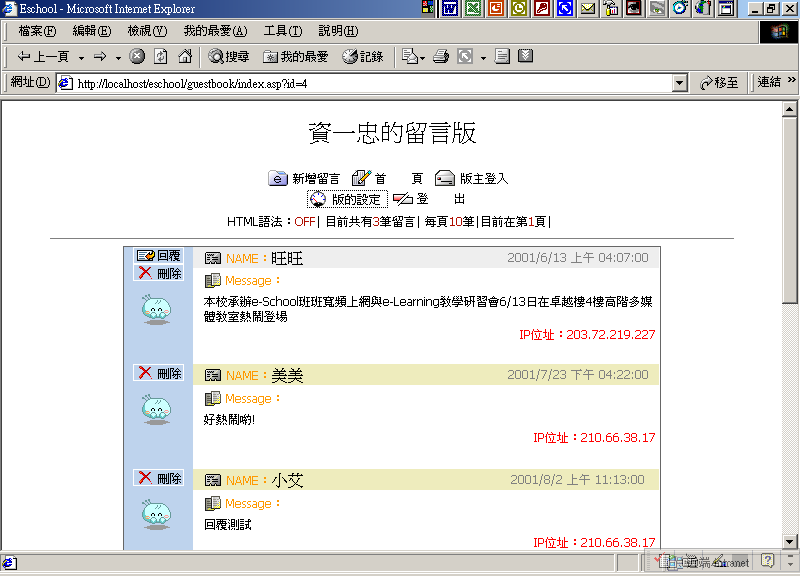 Eschool - Microsoft Internet Explorer
檔案(F) 編輯(E) 檢視(V) 我的最愛(A) 工具(T) 說明(H)
上一頁 搜尋 我的最愛 記錄
網址(D) http://localhost/eschool/guestbook/index.asp?id=4 移至 連結 »
資一忠的留言版
新增留言 首 頁 版主登入
版的設定 登 出
HTML語法：OFF| 目前共有3筆留言| 每頁10筆|目前在第1頁|
回覆 NAME：旺旺 2001/6/13 上午 04:07:00
刪除 Message：
本校承辦e-School班班寬頻上網與e-Learning教學研習會6/13日在卓越樓4樓高階多媒
體教室熱鬧登場
IP位址：203.72.219.227
刪除 NAME：美美 2001/7/23 下午 04:22:00
Message：
好熱鬧喲!
IP位址：210.66.38.17
刪除 NAME：小艾 2001/8/2 上午 11:13:00
Message：
回覆測試
IP位址：210.66.38.17
近端 intranet